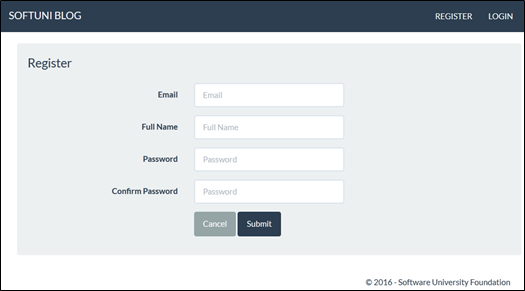 SOFTUNI BLOG REGISTER LOGIN
Register
Email Email
Full Name Full Name
Password Password
Confirm Password Password
Cancel Submit
© 2016 - Software University Foundation